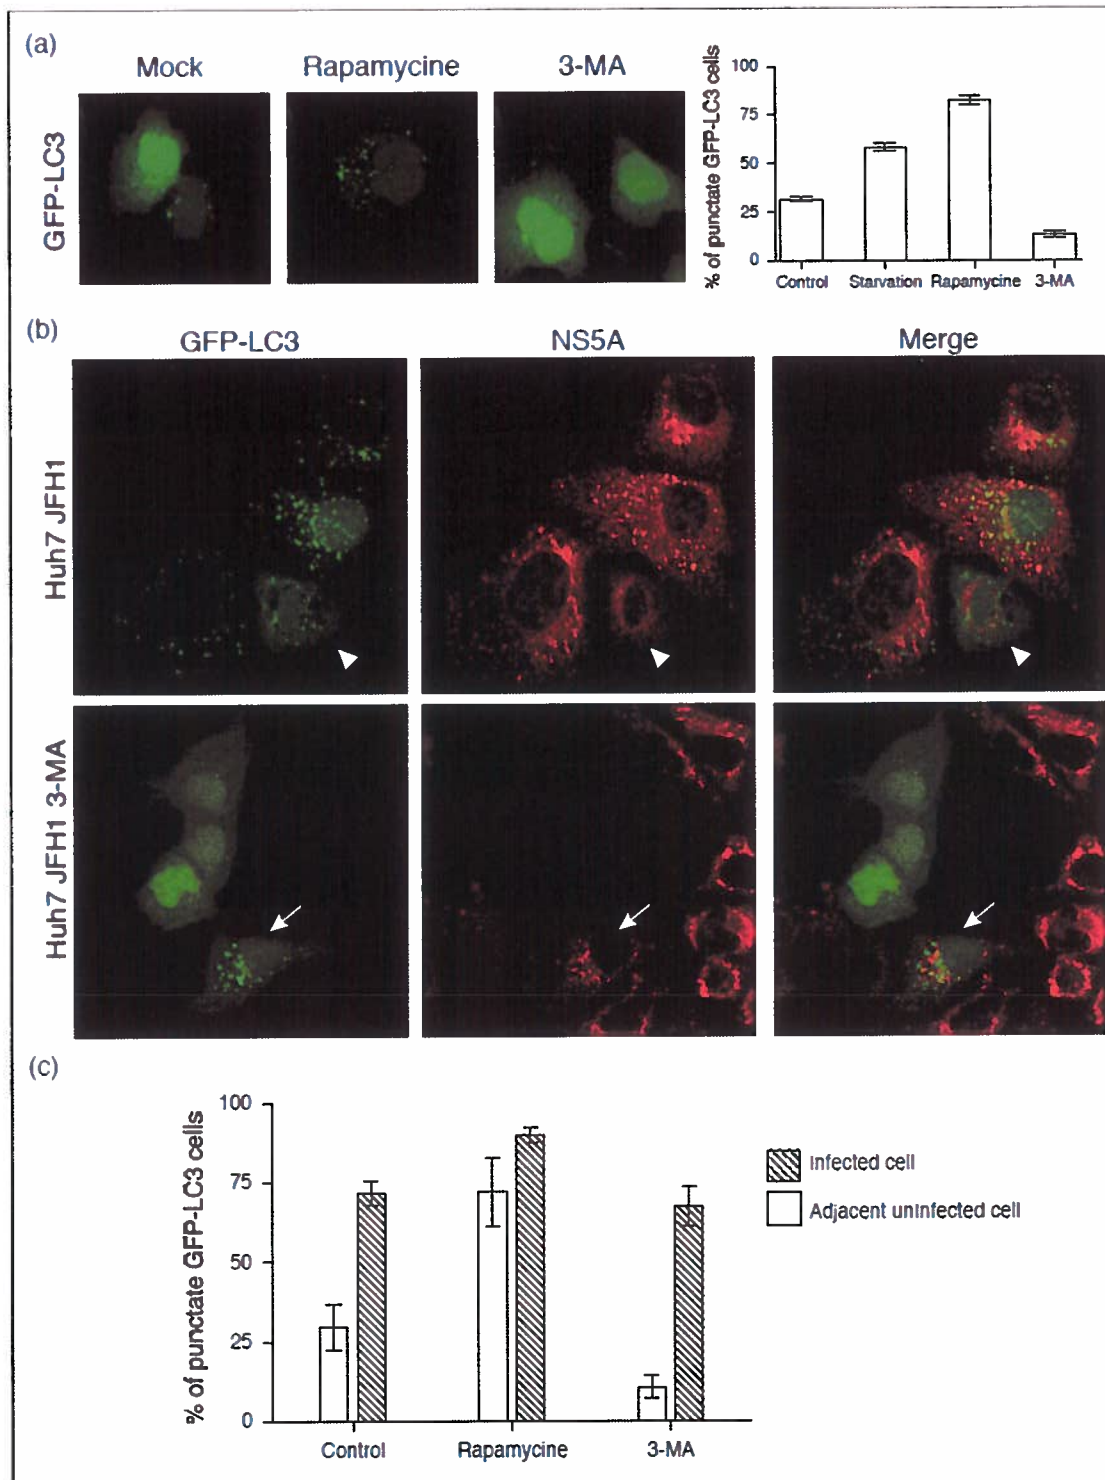 (a)
Mock Rapamycine 3-MA
GFP-LC3
% of punctate GFP-LC3 cells
100
75
50
25
0
Control Starvation Rapamycine 3-MA
(b)
GFP-LC3 NS5A Merge
Huh7 JFH1
Huh7 JFH1 3-MA
(c)
% of punctate GFP-LC3 cells
100
75
50
25
0
Control Rapamycine 3-MA
Infected cell
Adjacent uninfected cell